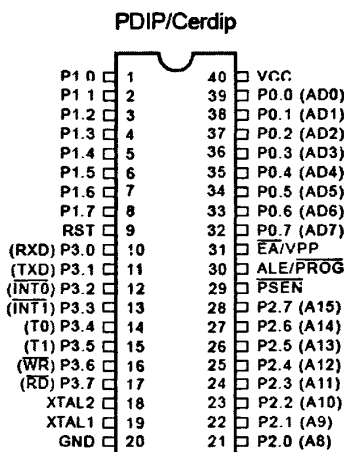 PDIP/Cerdip
P1.0 1 40 VCC
P1.1 2 39 P0.0 (AD0)
P1.2 3 38 P0.1 (AD1)
P1.3 4 37 P0.2 (AD2)
P1.4 5 36 P0.3 (AD3)
P1.5 6 35 P0.4 (AD4)
P1.6 7 34 P0.5 (AD5)
P1.7 8 33 P0.6 (AD6)
RST 9 32 P0.7 (AD7)
(RXD) P3.0 10 31 E̅A̅/VPP
(TXD) P3.1 11 30 ALE/P̅R̅O̅G̅
(I̅N̅T̅0̅) P3.2 12 29 P̅S̅E̅N̅
(I̅N̅T̅1̅) P3.3 13 28 P2.7 (A15)
(T0) P3.4 14 27 P2.6 (A14)
(T1) P3.5 15 26 P2.5 (A13)
(W̅R̅) P3.6 16 25 P2.4 (A12)
(R̅D̅) P3.7 17 24 P2.3 (A11)
XTAL2 18 23 P2.2 (A10)
XTAL1 19 22 P2.1 (A9)
GND 20 21 P2.0 (A8)